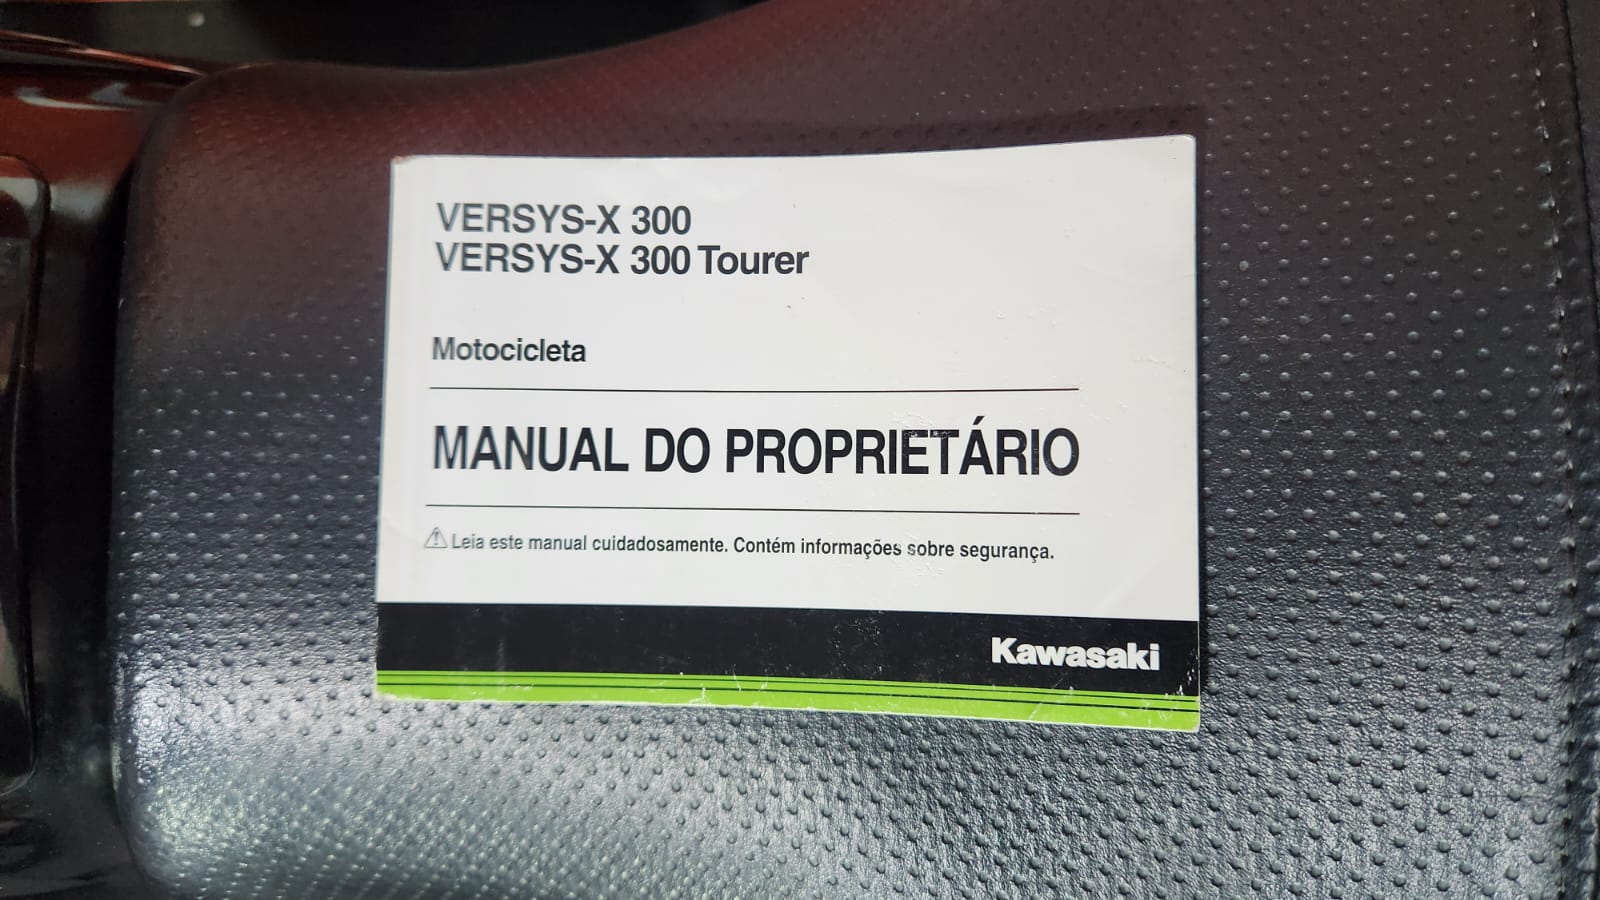 VERSYS-X 300
VERSYS-X 300 Tourer
Motocicleta
MANUAL DO PROPRIETÁRIO
Leia este manual cuidadosamente. Contém informações sobre segurança.
Kawasaki